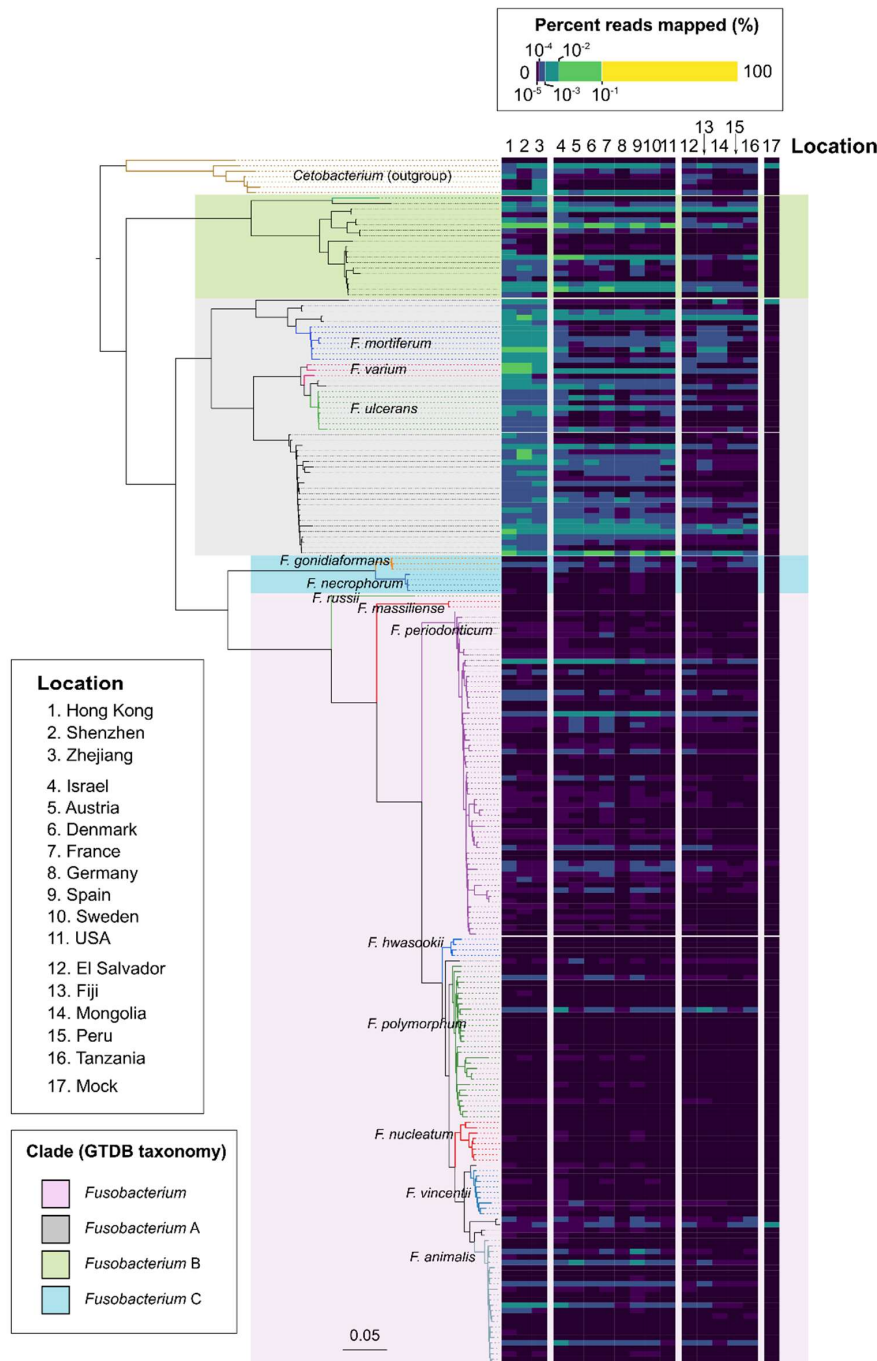 Percent reads mapped (%)
10-4 10-2
0 100
10-5 10-3 10-1
13 15
1 2 3 4 5 6 7 8 9 10 11 12 14 16 17 Location
Cetobacterium (outgroup)
F. mortiferum
F. varium
F. ulcerans
F. gonidiaformans
F. necrophorum
F. russii
F. massiliense
F. periodonticum
Location
1. Hong Kong
2. Shenzhen
3. Zhejiang
4. Israel
5. Austria
6. Denmark
7. France
8. Germany
9. Spain
10. Sweden
11. USA
12. El Salvador
13. Fiji
14. Mongolia
15. Peru
16. Tanzania
17. Mock
F. hwasookii
F. polymorphum
F. nucleatum
F. vincentii
F. animalis
Clade (GTDB taxonomy)
Fusobacterium
Fusobacterium A
Fusobacterium B
Fusobacterium C
0.05